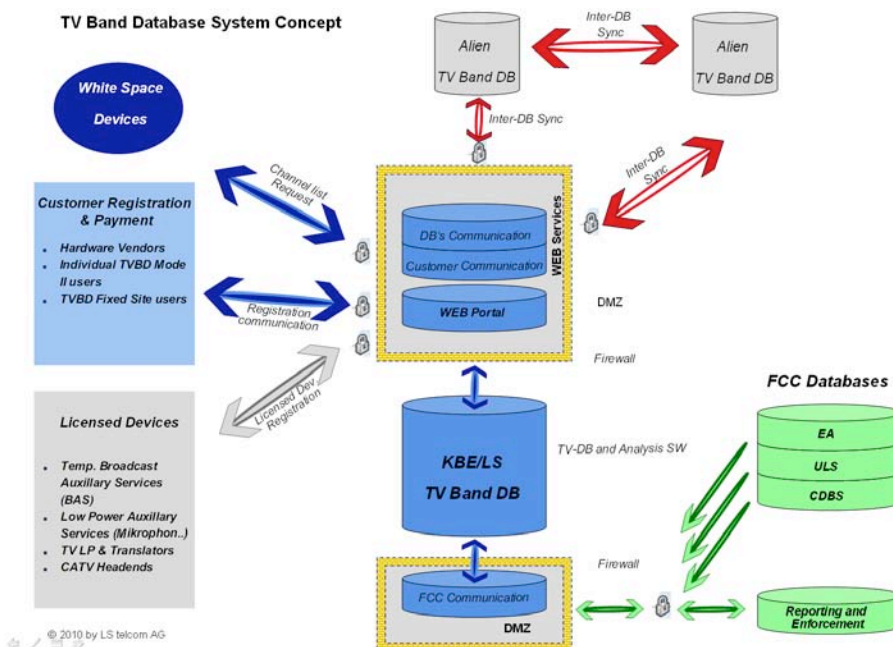 TV Band Database System Concept
White Space
Devices
Customer Registration
& Payment
• Hardware Vendors
• Individual TVBD Mode
II users
• TVBD Fixed Site users
Licensed Devices
• Temp. Broadcast
Auxillary Services
(BAS)
• Low Power Auxillary
Services (Mikrophon..)
• TV LP & Translators
• CATV Headends
© 2010 by LS telcom AG
Channel list
Request
Registration
communication
Licensed Dev.
Registration
Alien
TV Band DB
Inter-DB
Sync
Alien
TV Band DB
Inter-DB Sync
Inter-DB
Sync
DB's Communication
Customer Communication
WEB Portal
WEB Services
DMZ
Firewall
KBE/LS
TV Band DB
TV-DB and Analysis SW
FCC Communication
DMZ
Firewall
FCC Databases
EA
ULS
CDBS
Reporting and
Enforcement